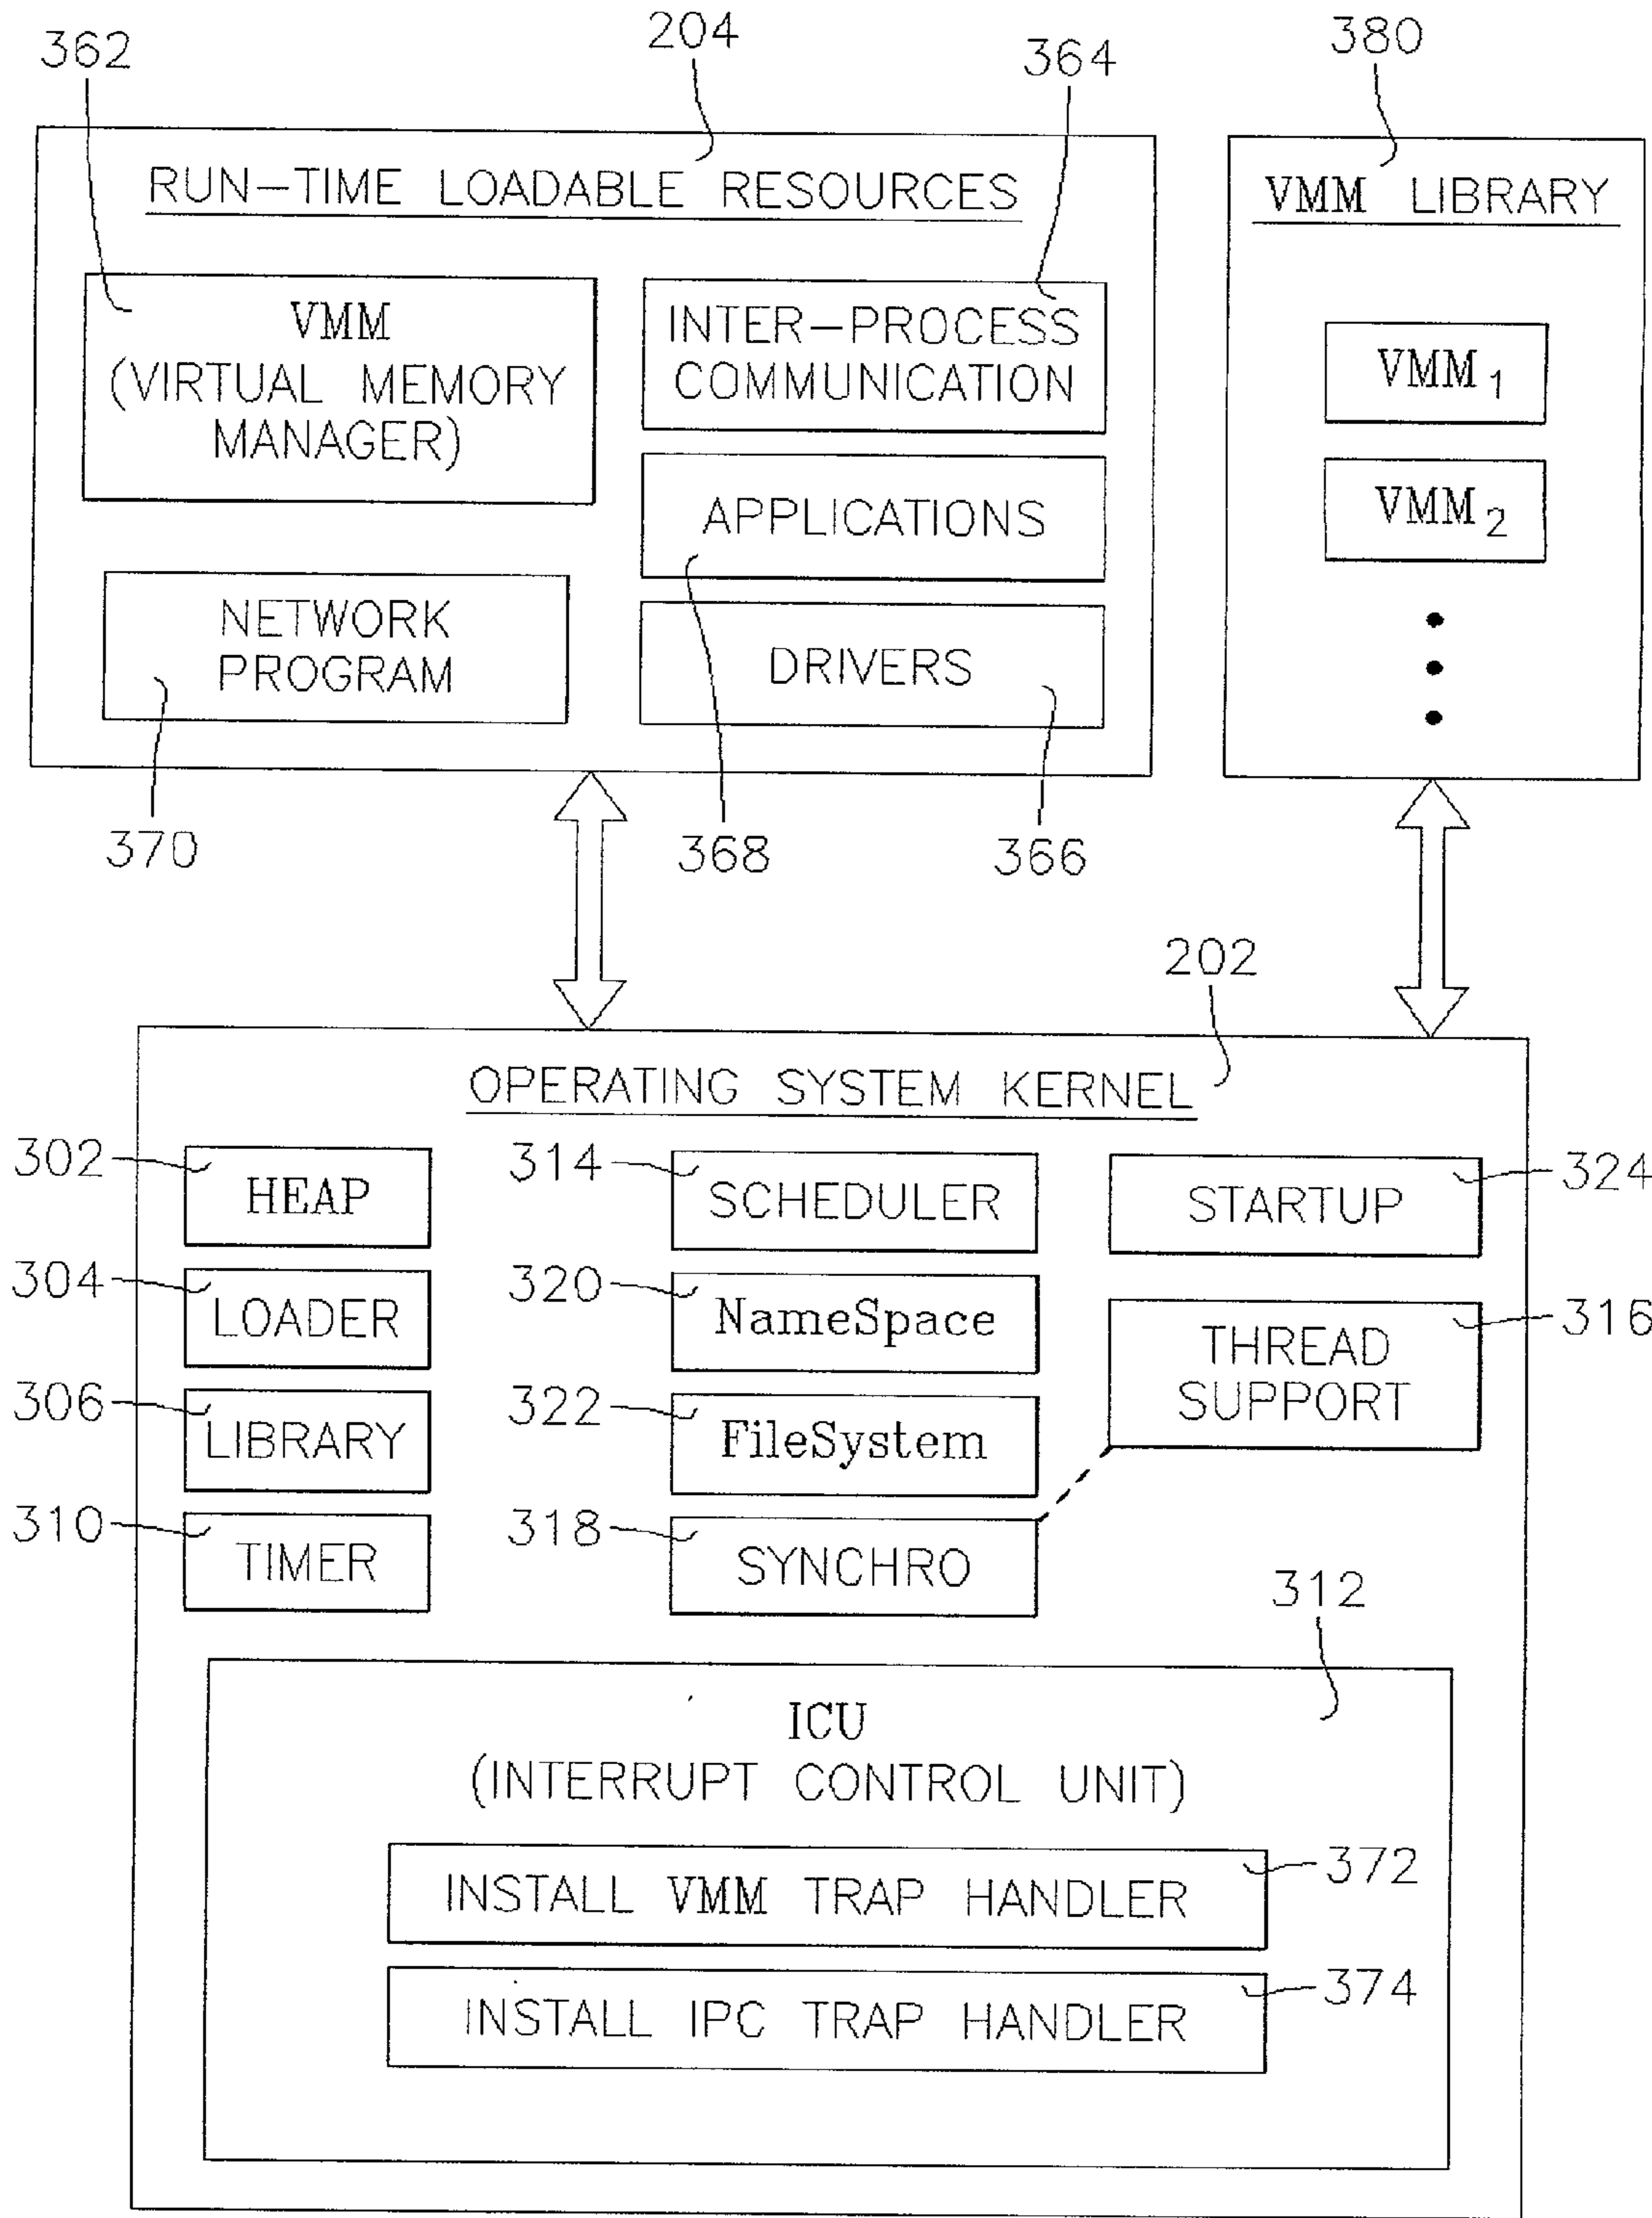 204
362
364
380
RUN-TIME LOADABLE RESOURCES
VMM LIBRARY
VMM
(VIRTUAL MEMORY
MANAGER)
INTER-PROCESS
COMMUNICATION
APPLICATIONS
NETWORK
PROGRAM
DRIVERS
VMM1
VMM2
370
368
366
202
OPERATING SYSTEM KERNEL
302
HEAP
314
SCHEDULER
STARTUP
324
304
LOADER
320
NameSpace
THREAD
SUPPORT
316
306
LIBRARY
322
FileSystem
310
TIMER
318
SYNCHRO
312
ICU
(INTERRUPT CONTROL UNIT)
INSTALL VMM TRAP HANDLER
372
INSTALL IPC TRAP HANDLER
374